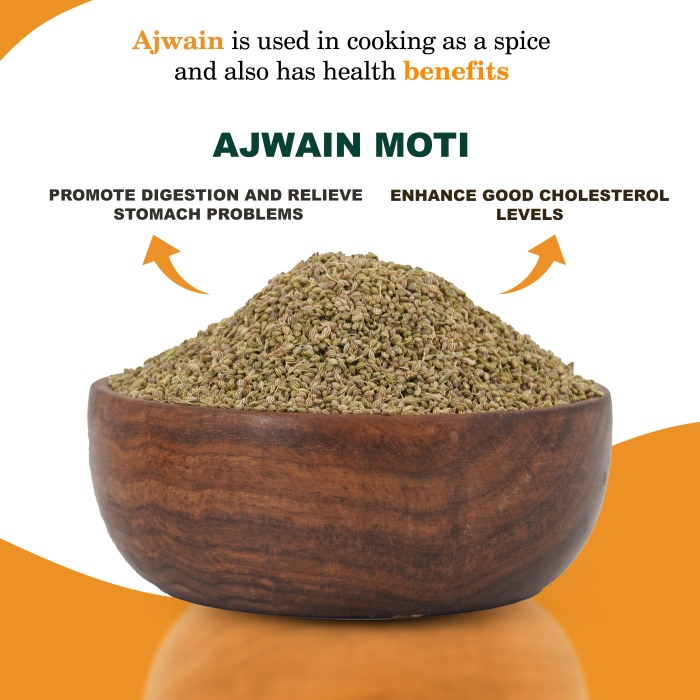 Ajwain is used in cooking as a spice
and also has health benefits
AJWAIN MOTI
PROMOTE DIGESTION AND RELIEVE
STOMACH PROBLEMS
ENHANCE GOOD CHOLESTEROL
LEVELS